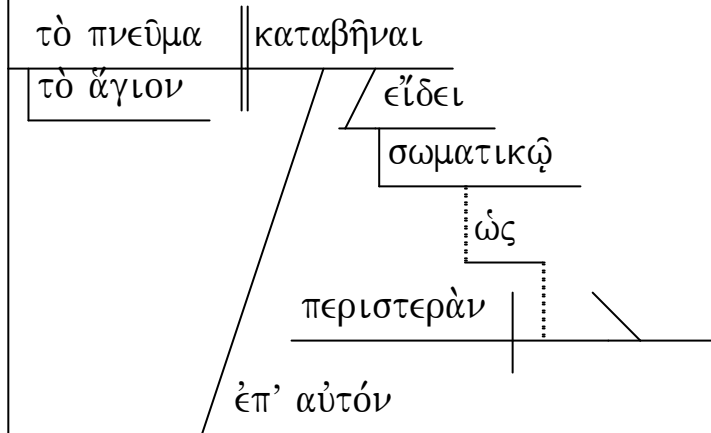 τὸ πνεῦμα καταβῆναι
τὸ ἅγιον
εἴδει
σωματικῷ
ὡς
περιστερὰν
ἐπ’ αὐτόν